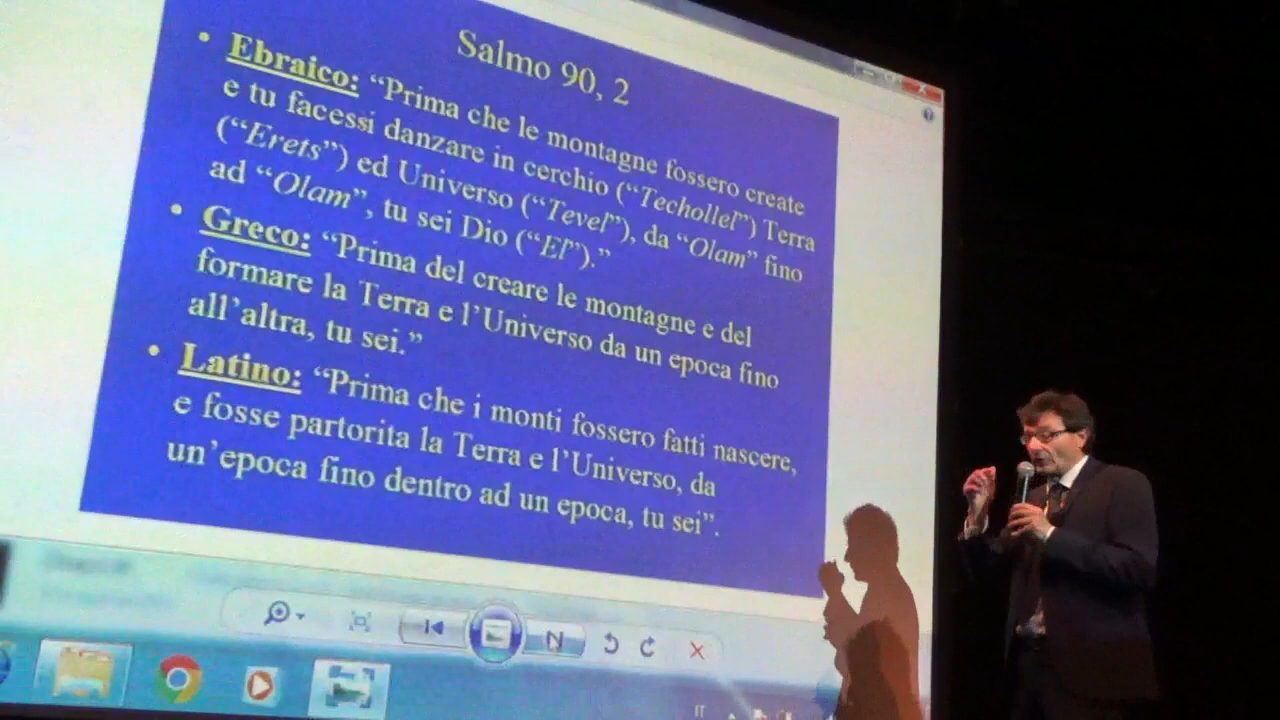 Salmo 90, 2
• Ebraico: “Prima che le montagne fossero create
e tu facessi danzare in cerchio (“Techollel”) Terra
(“Erets”) ed Universo (“Tevel”), da “Olam” fino
ad “Olam”, tu sei Dio (“El”).”
• Greco: “Prima del creare le montagne e del
formare la Terra e l’Universo da un epoca fino
all’altra, tu sei.”
• Latino: “Prima che i monti fossero fatti nascere,
e fosse partorita la Terra e l’Universo, da
un’epoca fino dentro ad un epoca, tu sei”.
IT